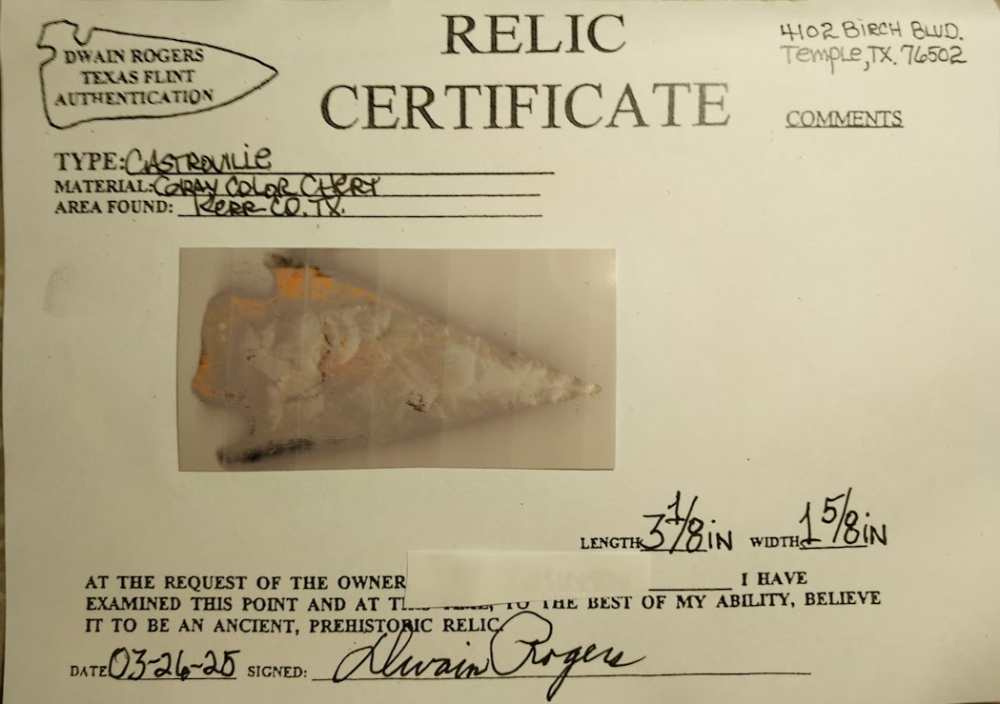 DWAIN ROGERS
TEXAS FLINT
AUTHENTICATION
RELIC
CERTIFICATE
4102 BIRCH BLVD.
Temple, TX. 76502
COMMENTS
TYPE: CASTROVILLE
MATERIAL: GRAY COLOR CHERT
AREA FOUND: KERR CO. TX.
LENGTH 3 1/8 IN WIDTH 1 5/8 IN
AT THE REQUEST OF THE OWNER I HAVE
EXAMINED THIS POINT AND AT THE BEST OF MY ABILITY, BELIEVE
IT TO BE AN ANCIENT, PREHISTORIC RELIC.
DATE 03-26-25 SIGNED: Dwain Rogers